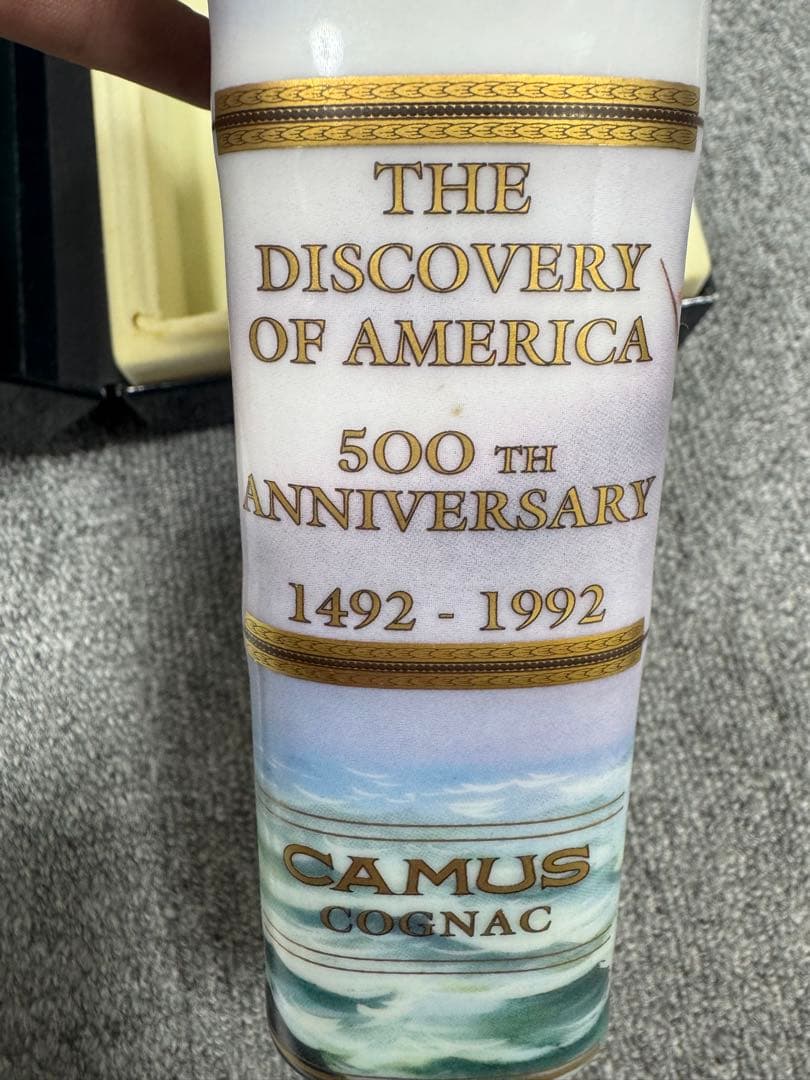 THE
DISCOVERY
OF AMERICA
500 TH
ANNIVERSARY
1492 - 1992
CAMUS
COGNAC